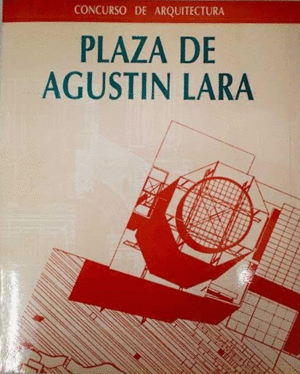 CONCURSO DE ARQUITECTURA
PLAZA DE
AGUSTIN LARA